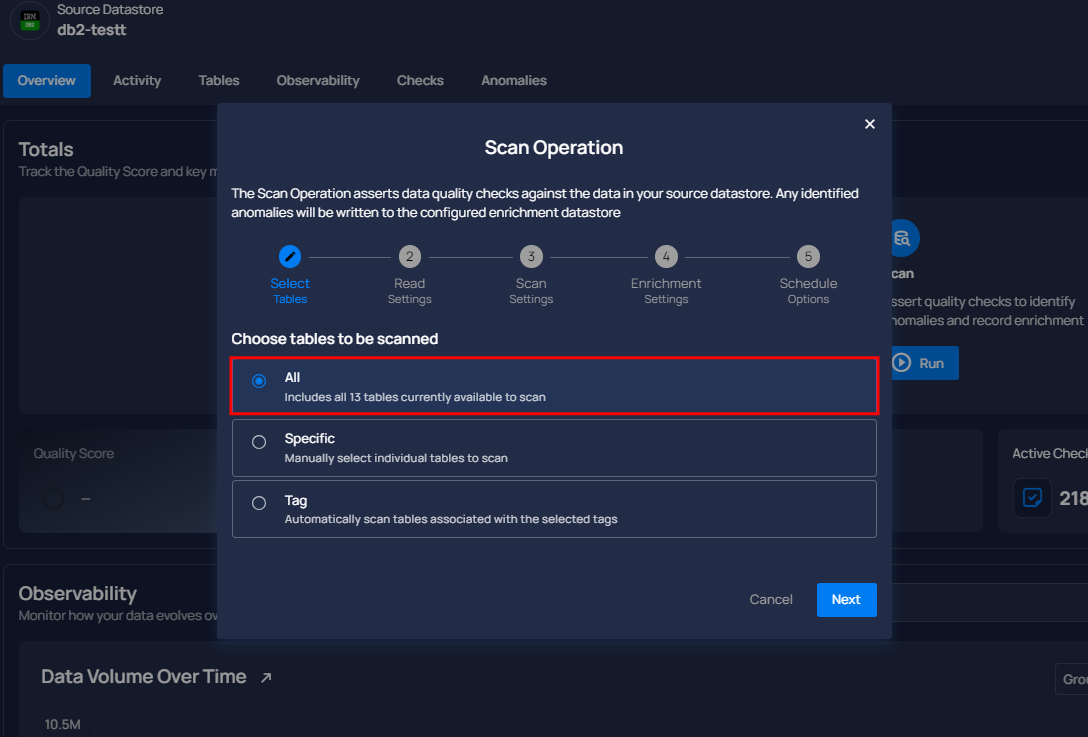 IBM
DB2
Source Datastore
db2-testt
Overview
Activity
Tables
Observability
Checks
Anomalies
Totals
Track the Quality Score and key m
Scan Operation
The Scan Operation asserts data quality checks against the data in your source datastore. Any identified
anomalies will be written to the configured enrichment datastore
2
3
4
5
Select
Tables
Read
Settings
Scan
Settings
Enrichment
Settings
Schedule
Options
can
ssert quality checks to identify
nomalies and record enrichment
Run
Choose tables to be scanned
All
Includes all 13 tables currently available to scan
Specific
Manually select individual tables to scan
Tag
Automatically scan tables associated with the selected tags
Cancel
Next
Quality Score
–
Active Check
218
Observability
Monitor how your data evolves ov
Data Volume Over Time
Grou
10.5M